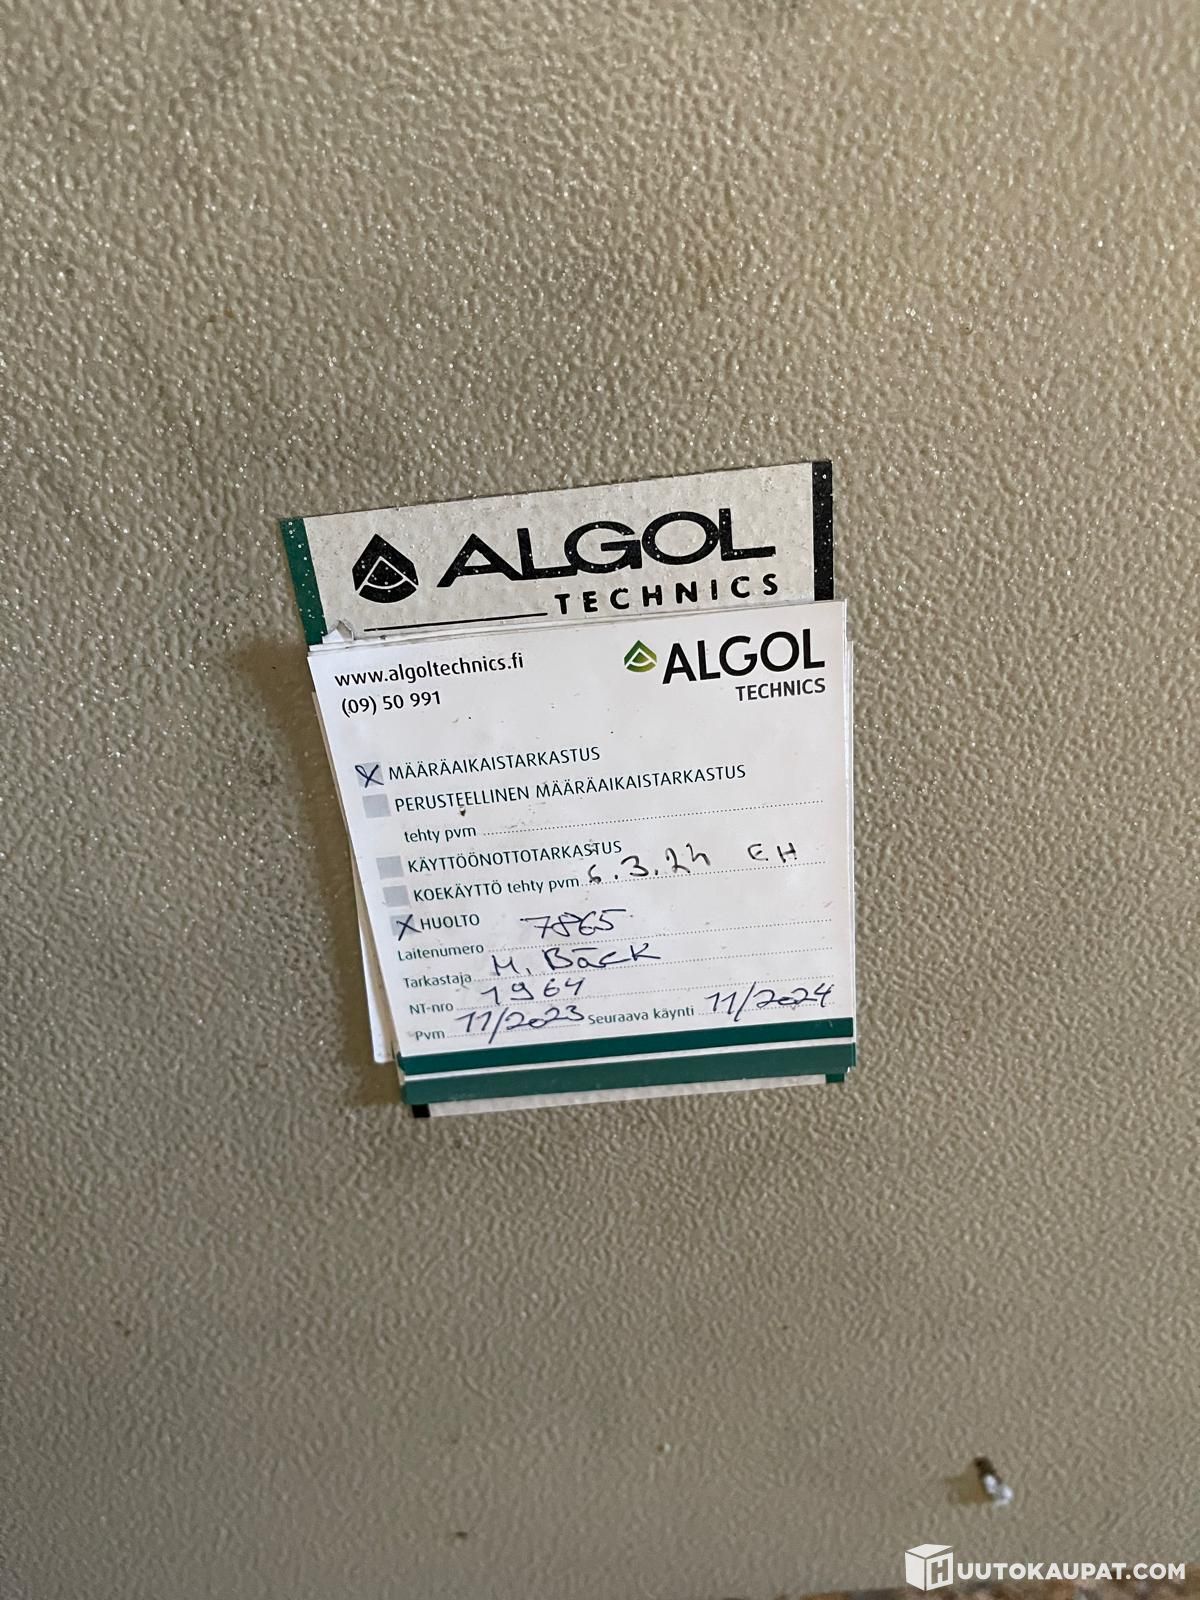 ALGOL
TECHNICS
www.algoltechnics.fi
(09) 50 991
ALGOL
TECHNICS
X MÄÄRÄAIKAISTARKASTUS
PERUSTEELLINEN MÄÄRÄAIKAISTARKASTUS
tehty pvm
KÄYTTÖÖNOTTOTARKASTUS
KOEKÄYTTÖ tehty pvm 6.3.24 EH
X HUOLTO
Laitenumero 7865
Tarkastaja M. Bäck
NT-nro 1964
Pvm 11/2023 Seuraava käynti 11/2024
HUUTOKAUPAT.COM